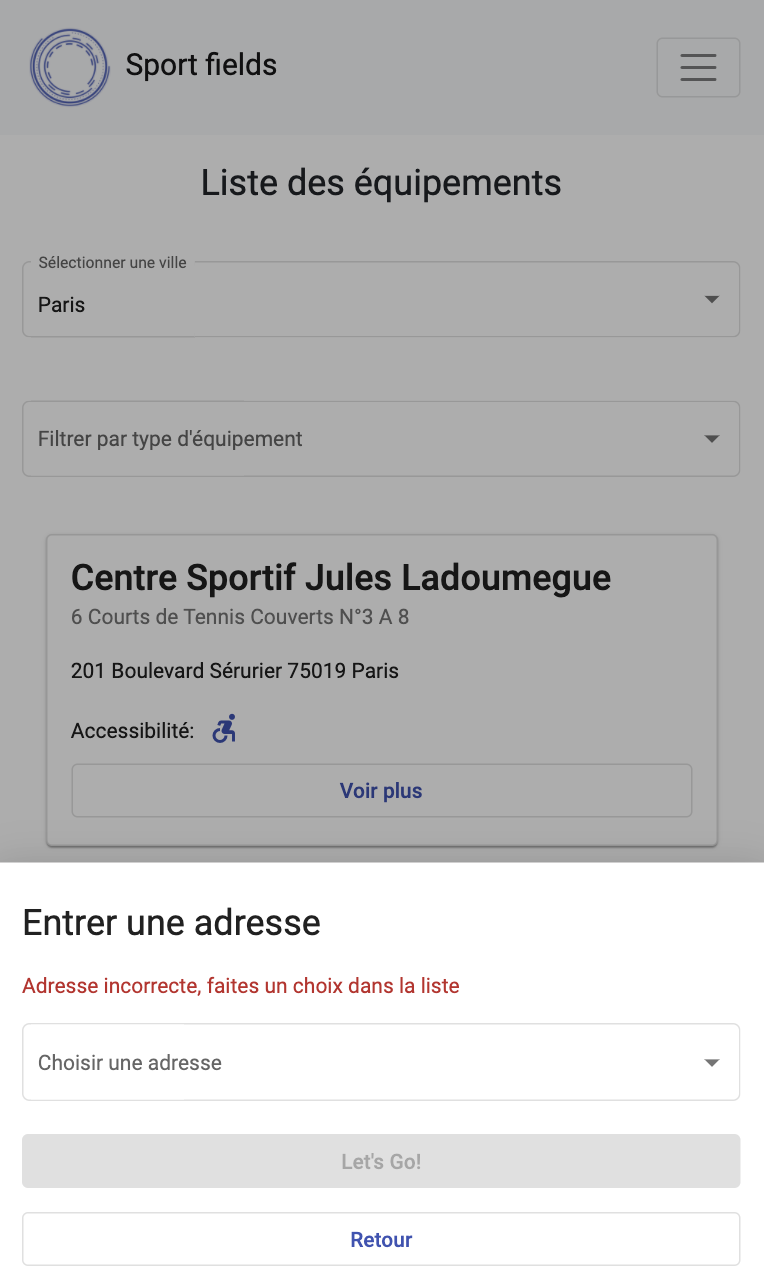 Sport fields
Liste des équipements
Sélectionner une ville
Paris
Filtrer par type d'équipement
Centre Sportif Jules Ladoumegue
6 Courts de Tennis Couverts N°3 A 8
201 Boulevard Sérurier 75019 Paris
Accessibilité:
Voir plus
Entrer une adresse
Adresse incorrecte, faites un choix dans la liste
Choisir une adresse
Let's Go!
Retour